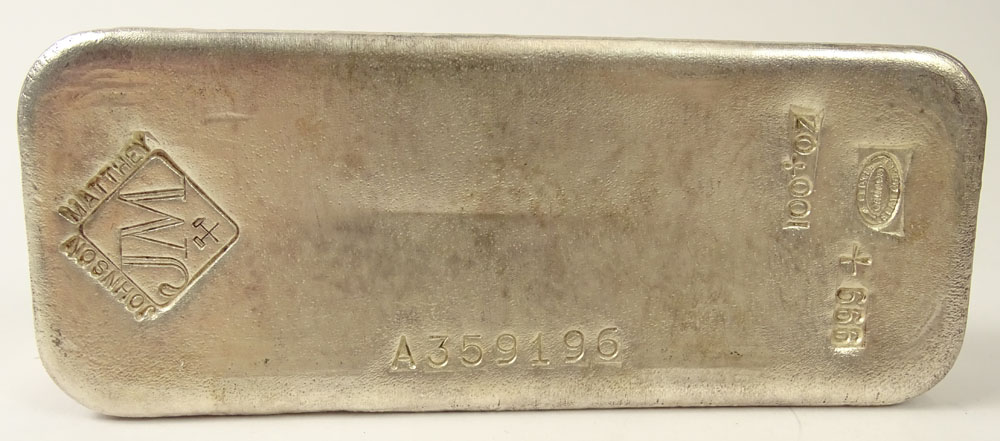 JOHNSON
MATTHEY
JM
A359196
100+OZ
999+